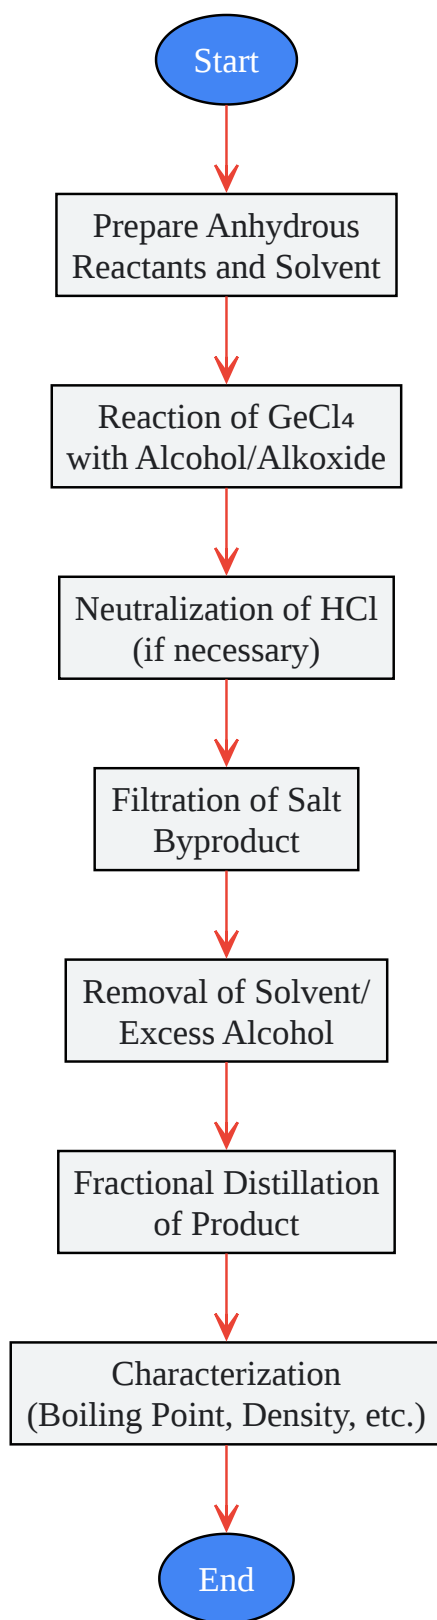 Start
Prepare Anhydrous
Reactants and Solvent
Reaction of GeCl₄
with Alcohol/Alkoxide
Neutralization of HCl
(if necessary)
Filtration of Salt
Byproduct
Removal of Solvent/
Excess Alcohol
Fractional Distillation
of Product
Characterization
(Boiling Point, Density, etc.)
End